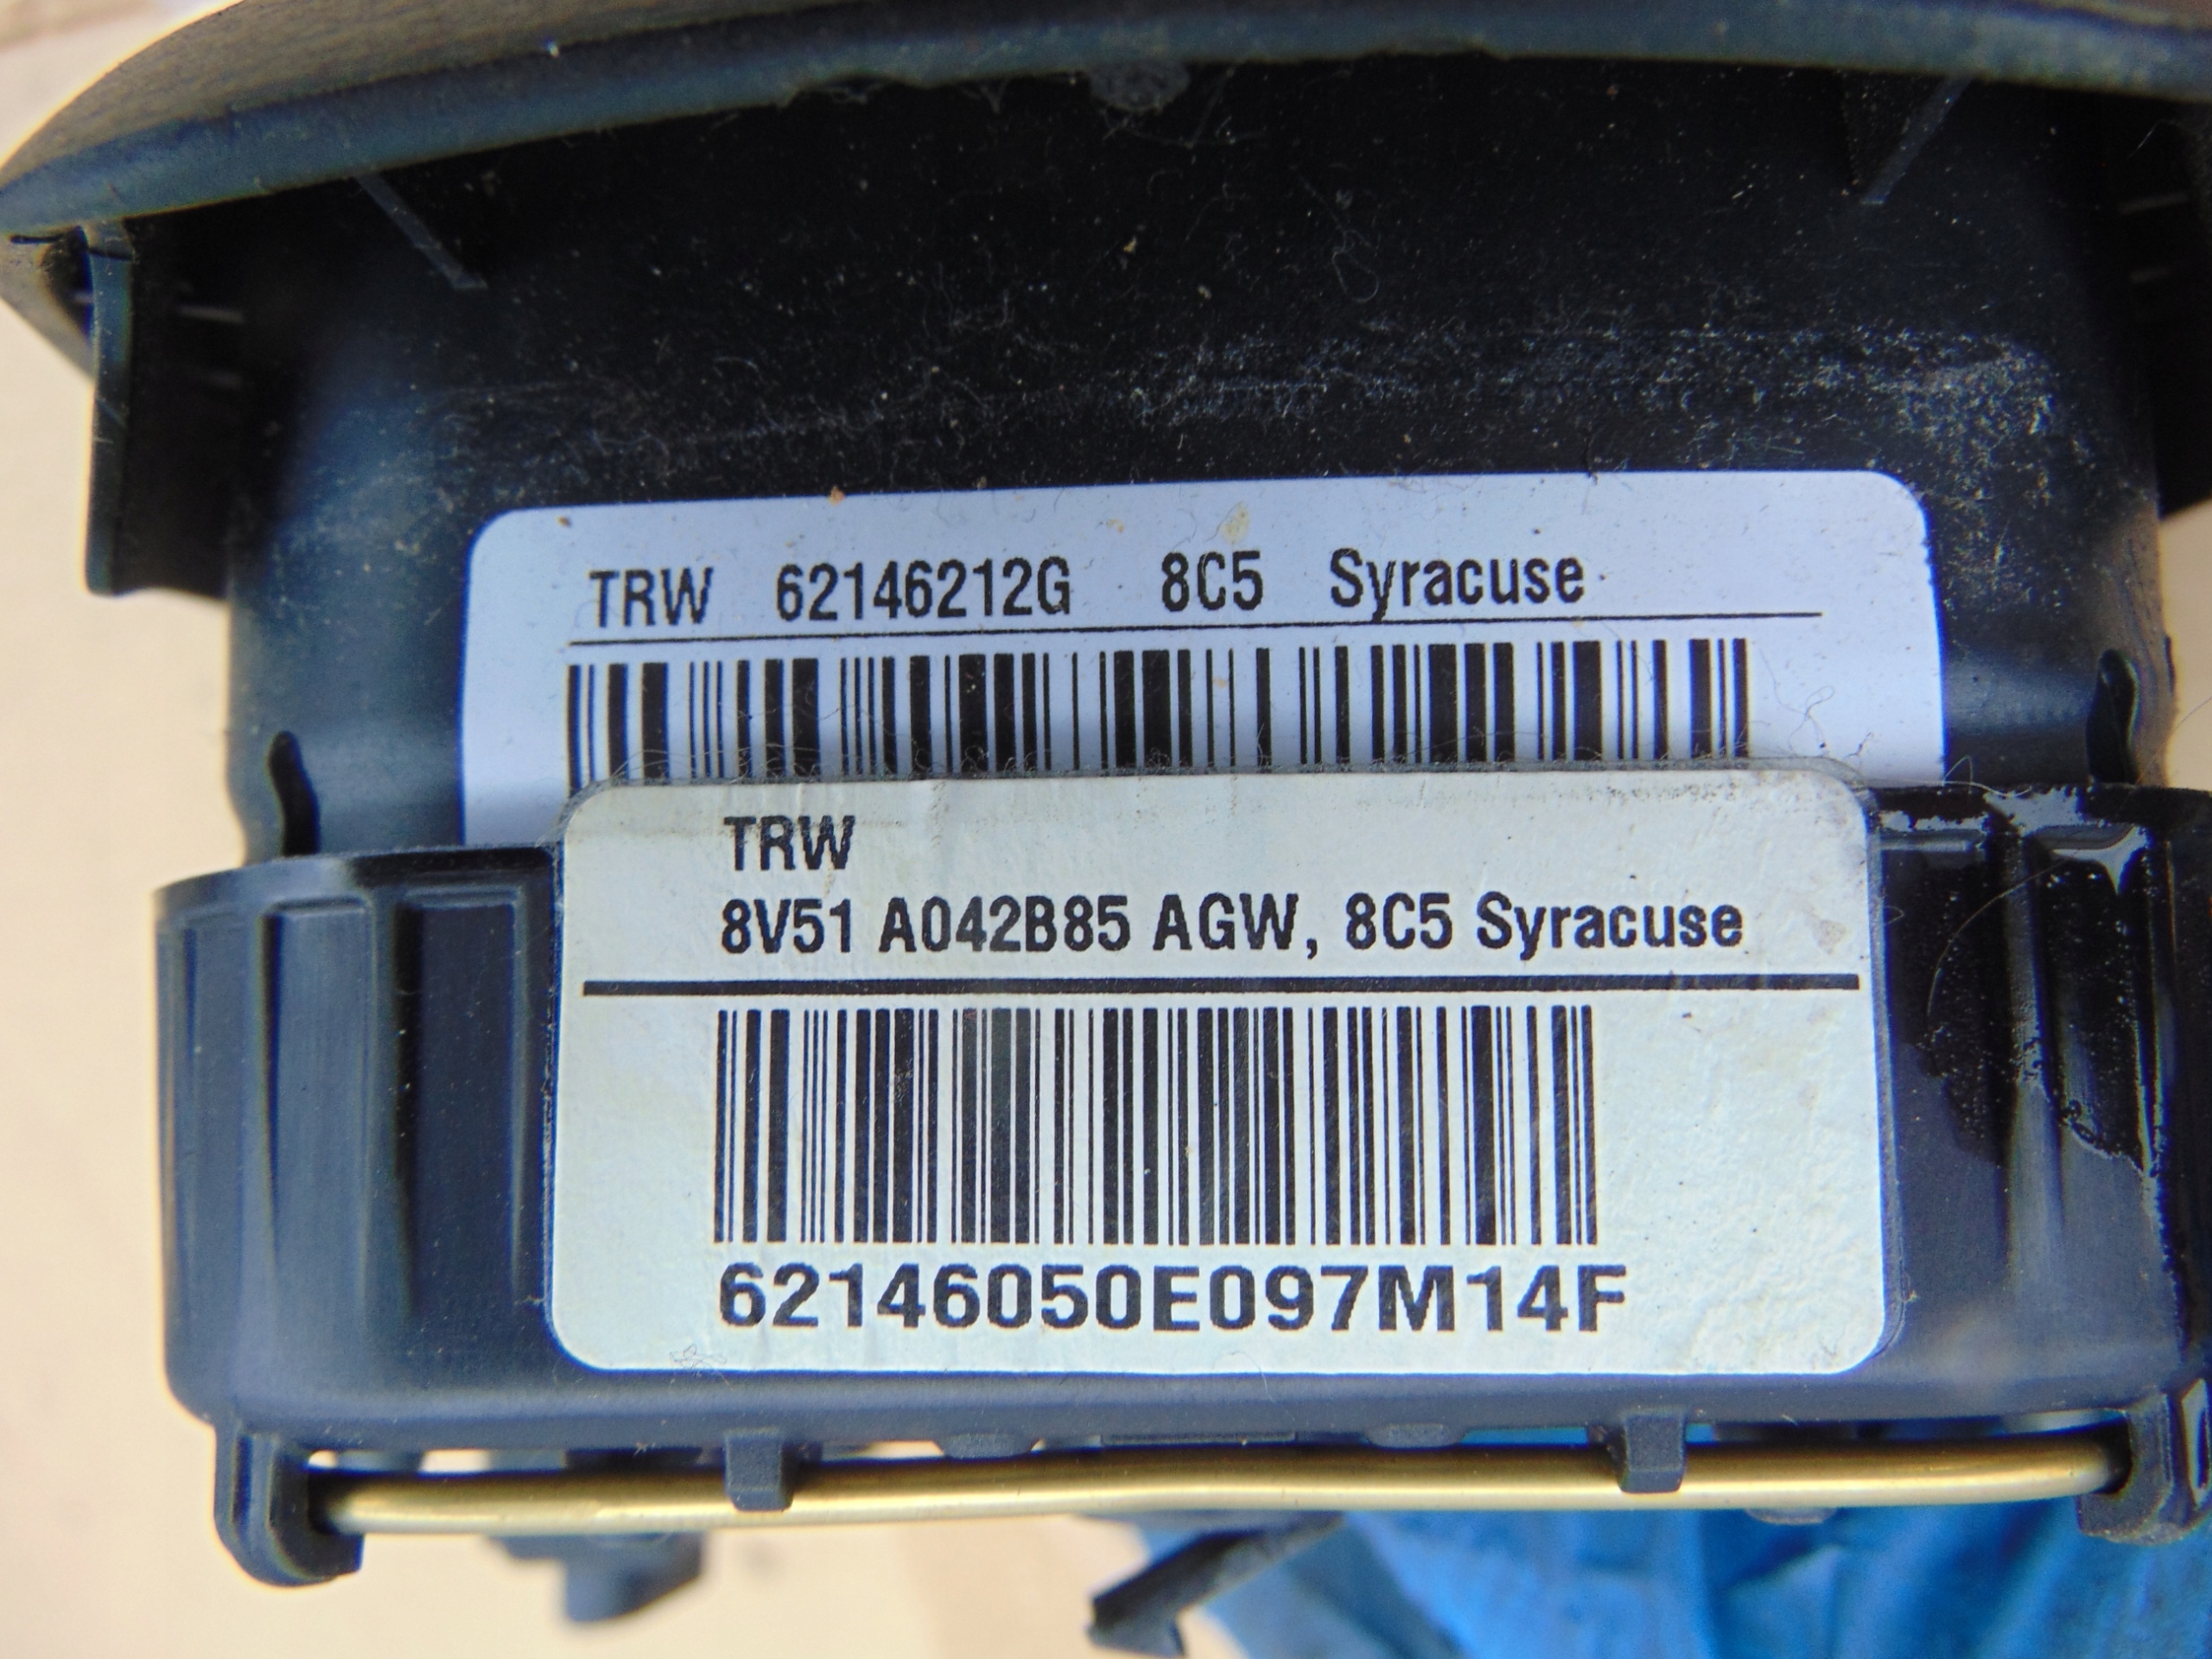 TRW 62146212G 8C5 Syracuse
TRW
8V51 A042B85 AGW, 8C5 Syracuse
62146050E097M14F